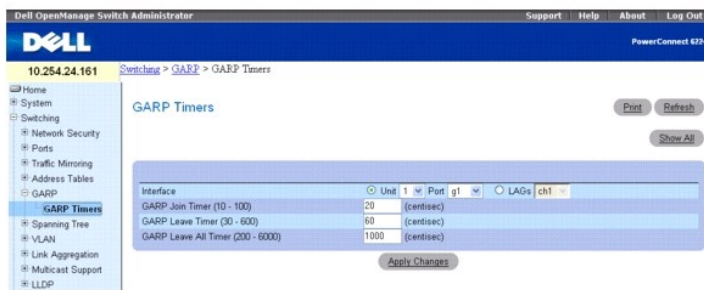 Dell OpenManage Switch Administrator
Support Help About Log Out
DELL
PowerConnect 622
10.254.24.161
Switching > GARP > GARP Timers
Home
System
Switching
Network Security
Ports
Traffic Mirroring
Address Tables
GARP
GARP Timers
Spanning Tree
VLAN
Link Aggregation
Multicast Support
LLDP
GARP Timers
Print Refresh
Show All
Interface Unit 1 Port g1 LAGs ch1
GARP Join Timer (10 - 100) 20 (centisec)
GARP Leave Timer (30 - 600) 60 (centisec)
GARP Leave All Timer (200 - 6000) 1000 (centisec)
Apply Changes